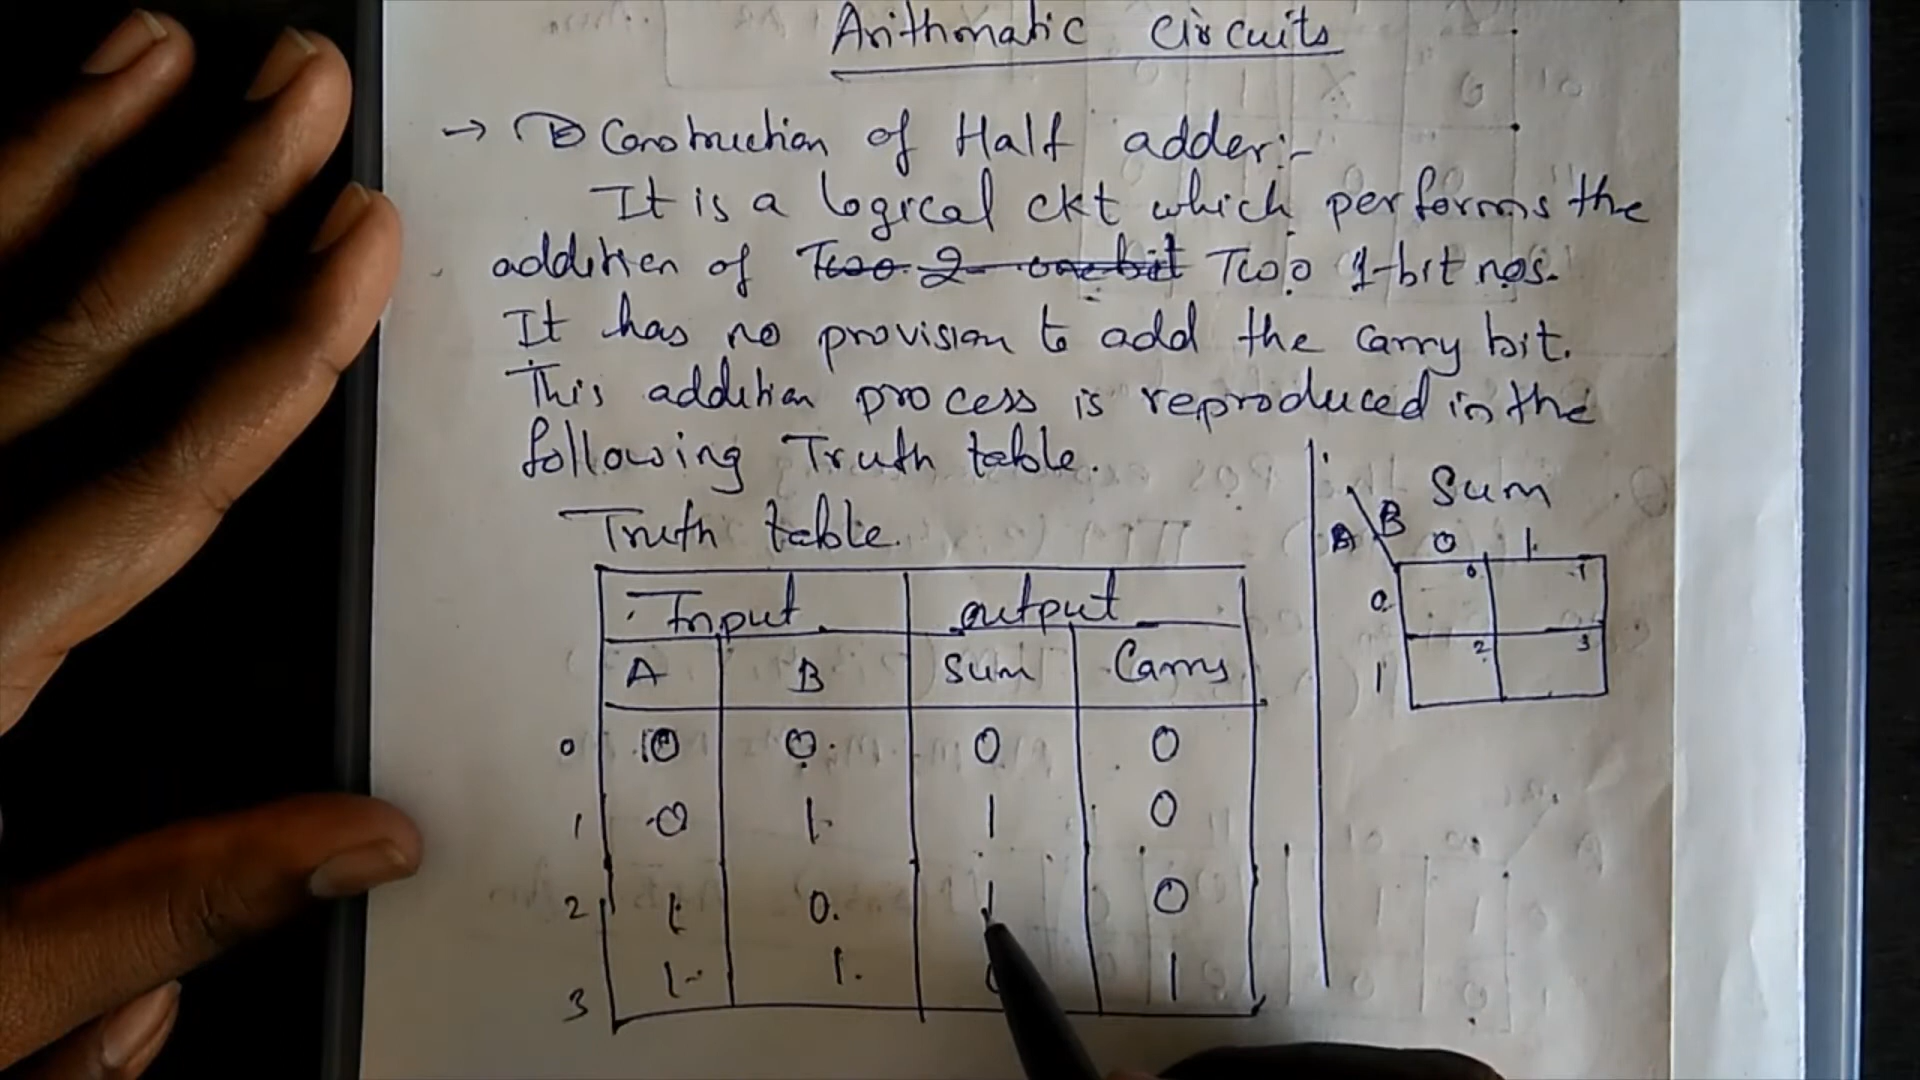 Arithmatic Circuits
→ Construction of Half adder:-
It is a logical ckt which performs the
addition of Two 2 one bit Two 1-bit nos.
It has no provision to add the carry bit.
This addition process is reproduced in the
following Truth table.
Truth table.
Input output
A B Sum Carry
0 0 0 0 0
1 0 1 1 0
2 1 0 1 0
3 1 1 0 1
Sum
A B 0 1
0 0 1
1 2 3